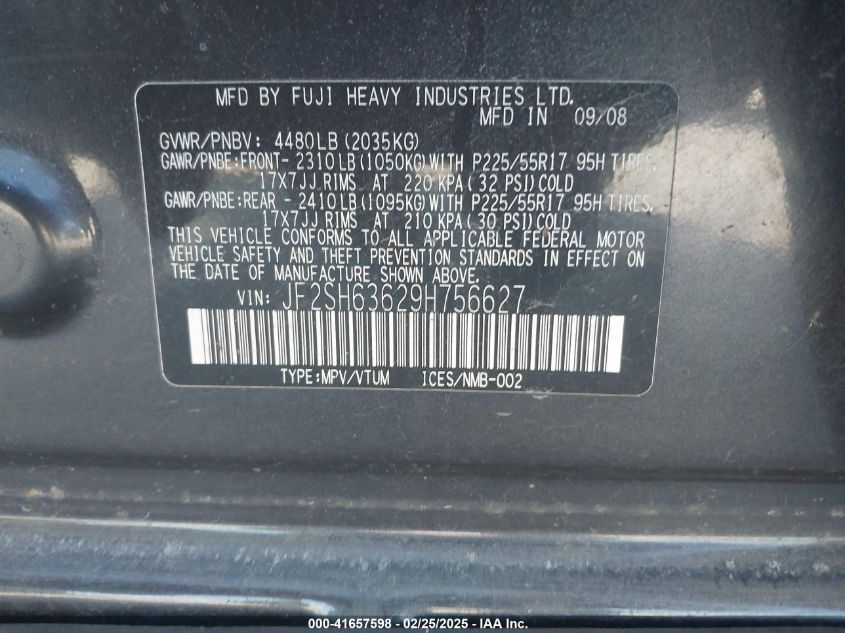 MFD BY FUJI HEAVY INDUSTRIES LTD.
MFD IN 09/08
GVWR/PNBV: 4480LB(2035KG)
GAWR/PNBE:FRONT- 2310LB(1050KG)WITH P225/55R17 95H TIRES,
17X7JJ RIMS AT 220 KPA(32 PSI)COLD
GAWR/PNBE:REAR - 2410LB(1095KG)WITH P225/55R17 95H TIRES,
17X7JJ RIMS AT 210 KPA(30 PSI)COLD
THIS VEHICLE CONFORMS TO ALL APPLICABLE FEDERAL MOTOR
VEHICLE SAFETY AND THEFT PREVENTION STANDARDS IN EFFECT ON
THE DATE OF MANUFACTURE SHOWN ABOVE.
VIN: JF2SH63629H756627
TYPE:MPV/VTUM ICES/NMB-002
000-41657598 - 02/25/2025 - IAA Inc.